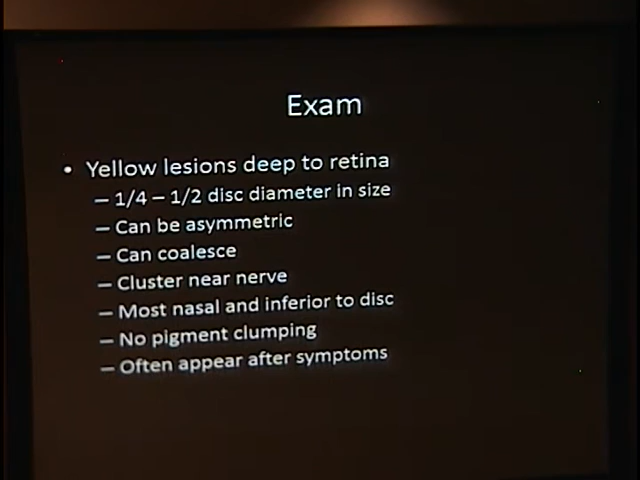 Exam
• Yellow lesions deep to retina
– 1/4 – 1/2 disc diameter in size
– Can be asymmetric
– Can coalesce
– Cluster near nerve
– Most nasal and inferior to disc
– No pigment clumping
– Often appear after symptoms